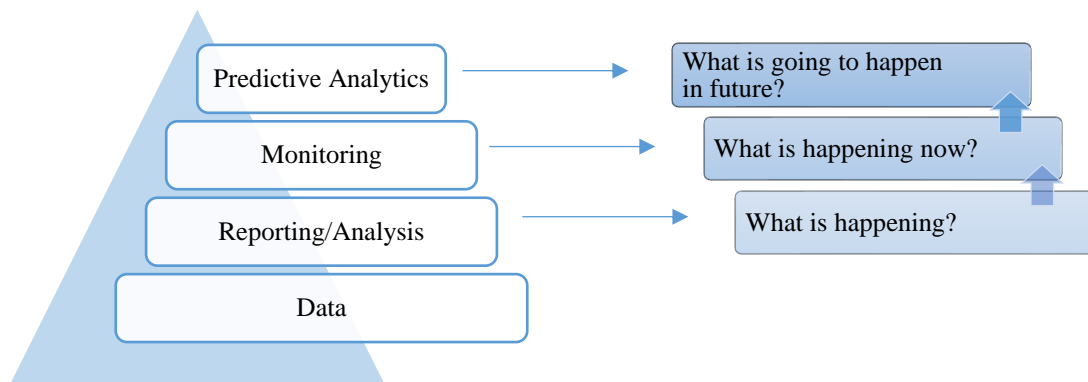 Predictive Analytics
What is going to happen
in future?
Monitoring
What is happening now?
Reporting/Analysis
What is happening?
Data